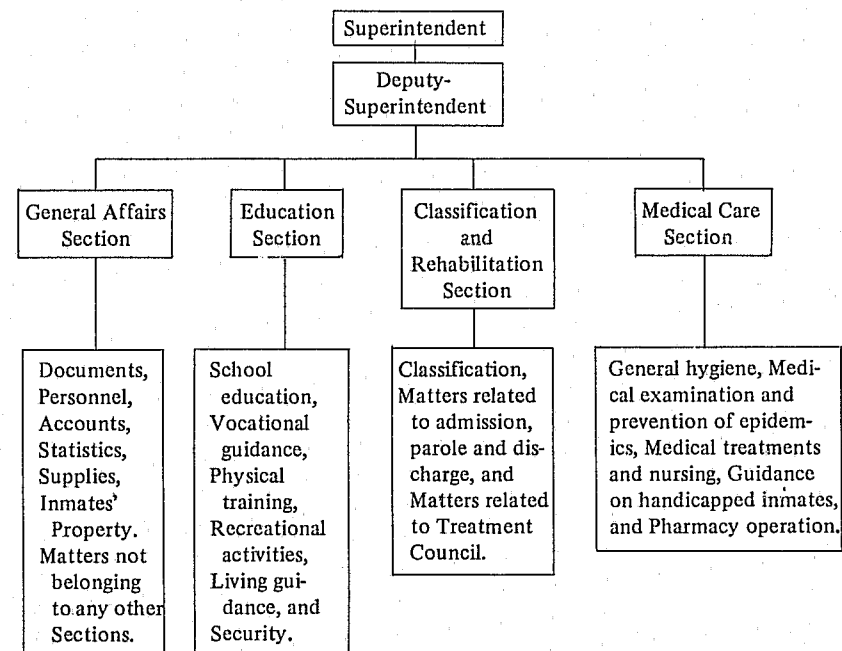 Superintendent
Deputy-
Superintendent
General Affairs
Section
Education
Section
Classification
and
Rehabilitation
Section
Medical Care
Section
Documents,
Personnel,
Accounts,
Statistics,
Supplies,
Inmates'
Property.
Matters not
belonging
to any other
Sections.
School
education,
Vocational
guidance,
Physical
training,
Recreational
activities,
Living gui-
dance, and
Security.
Classification,
Matters related
to admission,
parole and dis-
charge, and
Matters related
to Treatment
Council.
General hygiene, Medi-
cal examination and
prevention of epidem-
ics, Medical treatments
and nursing, Guidance
on handicapped inmates,
and Pharmacy operation.